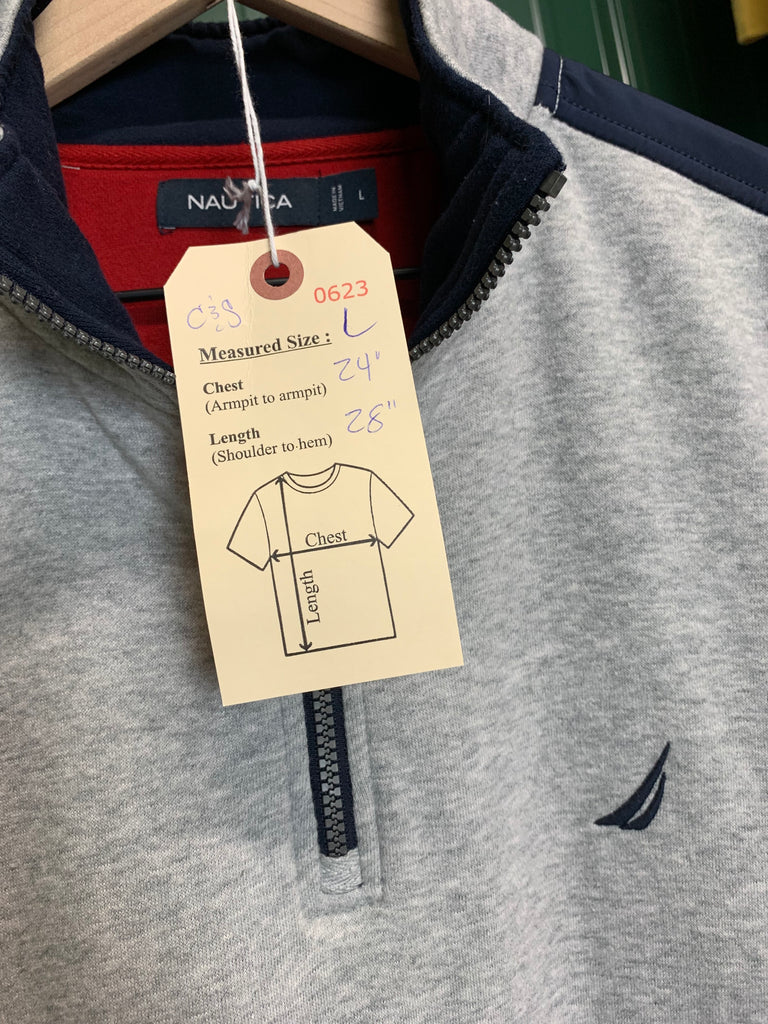 NAUTICA
MADE IN
VIETNAM
L
0623
Measured Size : L
Chest 24"
(Armpit to armpit)
Length 28"
(Shoulder to hem)
Chest
Length